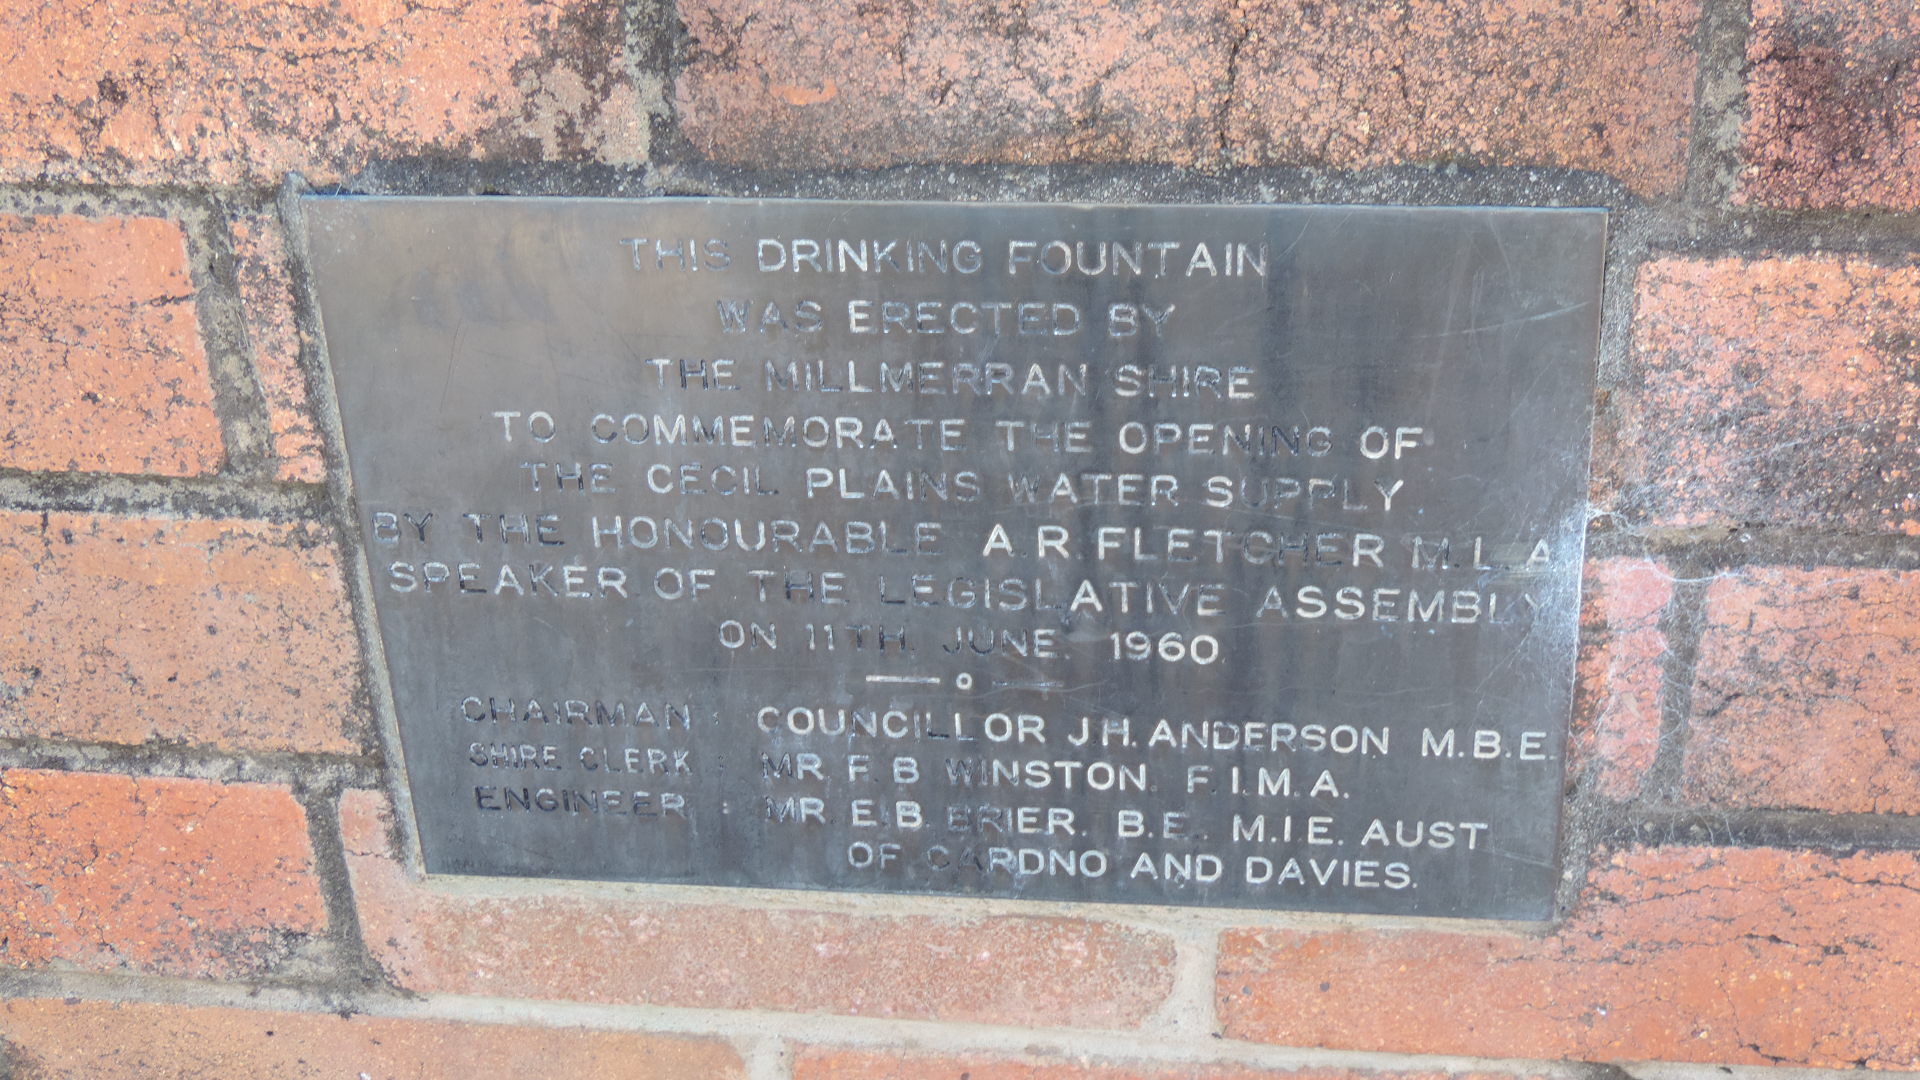 THIS DRINKING FOUNTAIN
WAS ERECTED BY
THE MILLMERRAN SHIRE
TO COMMEMORATE THE OPENING OF
THE CECIL PLAINS WATER SUPPLY
BY THE HONOURABLE A.R. FLETCHER M.L.A
SPEAKER OF THE LEGISLATIVE ASSEMBLY
ON 11TH. JUNE. 1960.
CHAIRMAN : COUNCILLOR J.H. ANDERSON M.B.E.
SHIRE CLERK : MR. F. B WINSTON. F.I.M.A.
ENGINEER : MR. E.B. BRIER. B.E. M.I.E. AUST
OF CARDNO AND DAVIES.